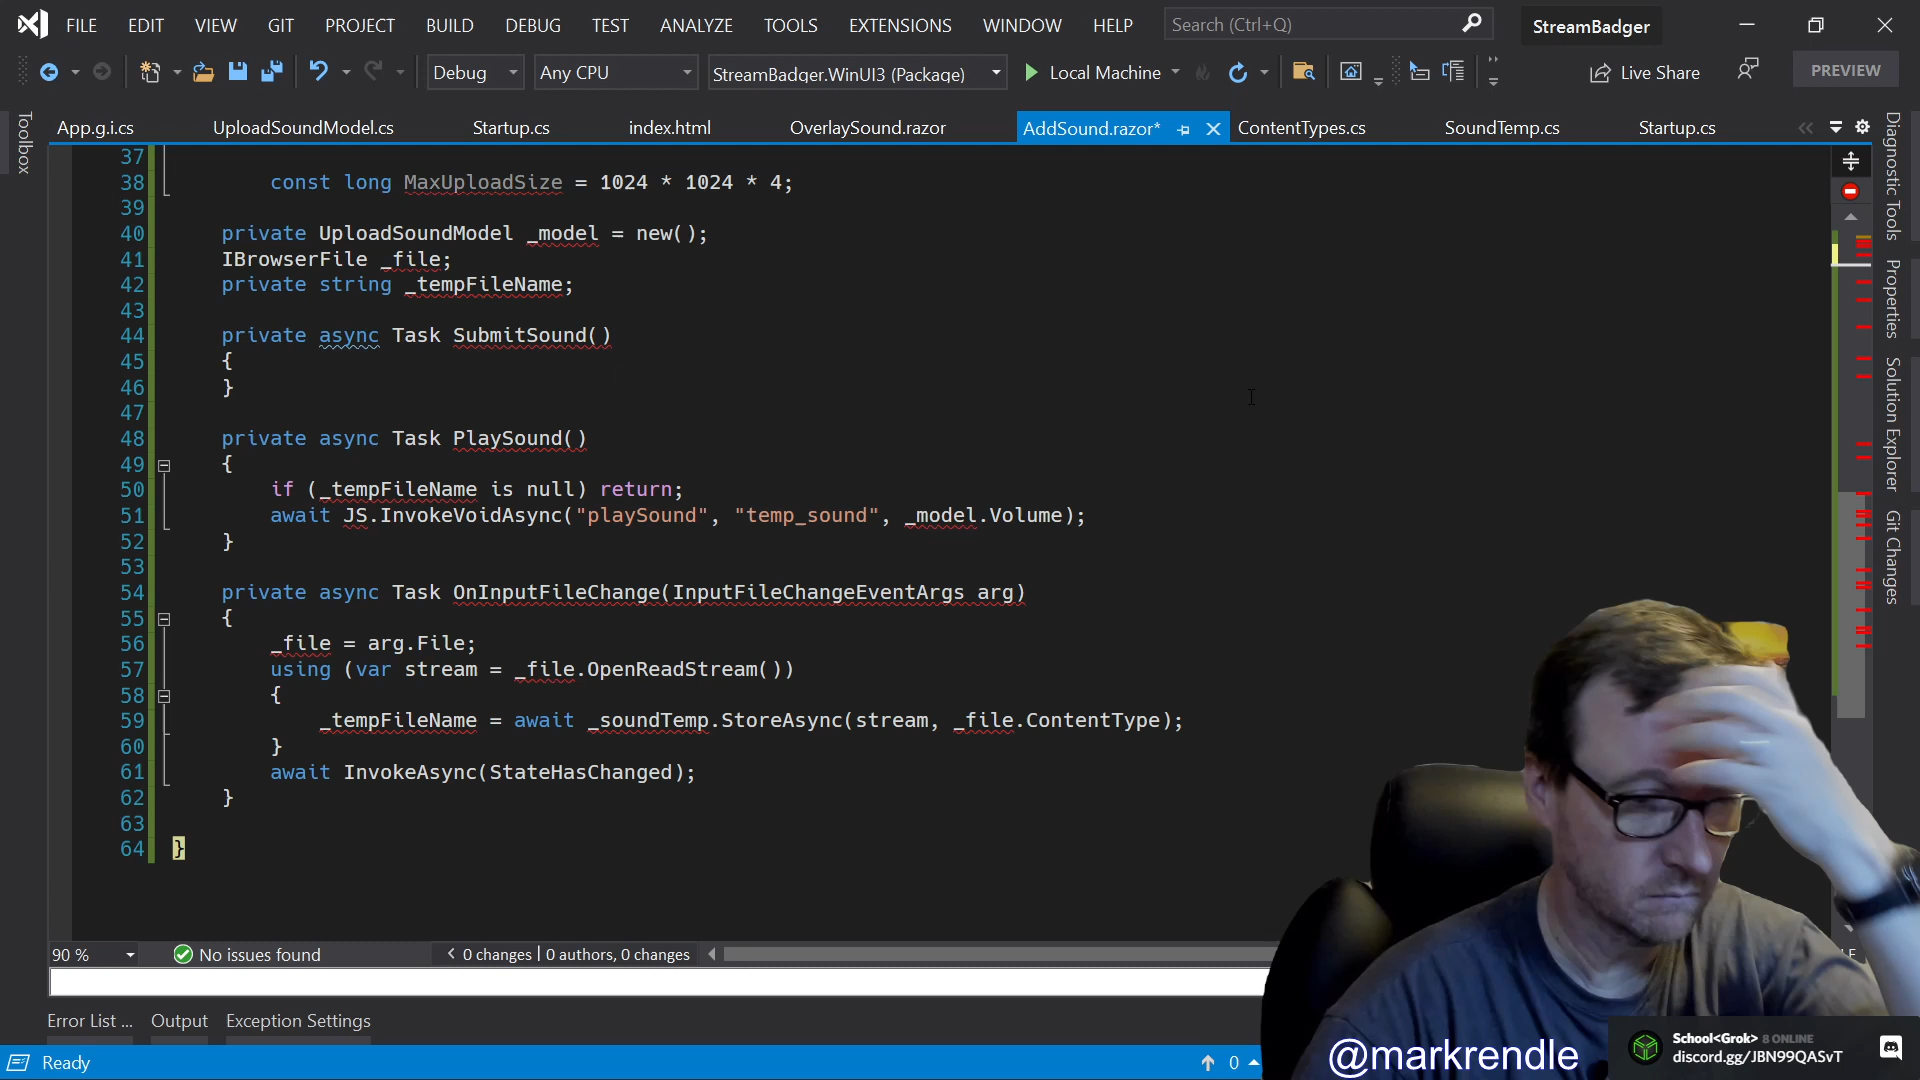 FILE EDIT VIEW GIT PROJECT BUILD DEBUG TEST ANALYZE TOOLS EXTENSIONS WINDOW HELP Search (Ctrl+Q) StreamBadger
Debug Any CPU StreamBadger.WinUI3 (Package) Local Machine Live Share PREVIEW
App.g.i.cs UploadSoundModel.cs Startup.cs index.html OverlaySound.razor AddSound.razor* ContentTypes.cs SoundTemp.cs Startup.cs
Toolbox
Diagnostic Tools
Properties
Solution Explorer
Git Changes
37
38 const long MaxUploadSize = 1024 * 1024 * 4;
39
40 private UploadSoundModel _model = new();
41 IBrowserFile _file;
42 private string _tempFileName;
43
44 private async Task SubmitSound()
45 {
46 }
47
48 private async Task PlaySound()
49 {
50 if (_tempFileName is null) return;
51 await JS.InvokeVoidAsync("playSound", "temp_sound", _model.Volume);
52 }
53
54 private async Task OnInputFileChange(InputFileChangeEventArgs arg)
55 {
56 _file = arg.File;
57 using (var stream = _file.OpenReadStream())
58 {
59 _tempFileName = await _soundTemp.StoreAsync(stream, _file.ContentType);
60 }
61 await InvokeAsync(StateHasChanged);
62 }
63
64 }
90 % No issues found 0 changes | 0 authors, 0 changes
Error List ... Output Exception Settings
Ready 0
@markrendle
School<Grok> 8 ONLINE
discord.gg/JBN99QASvT